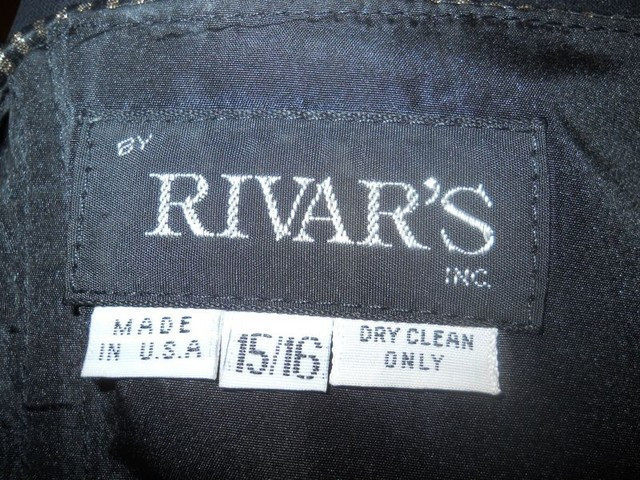 BY
RIVAR'S
INC.
MADE
IN U.S.A
15/16
DRY CLEAN
ONLY